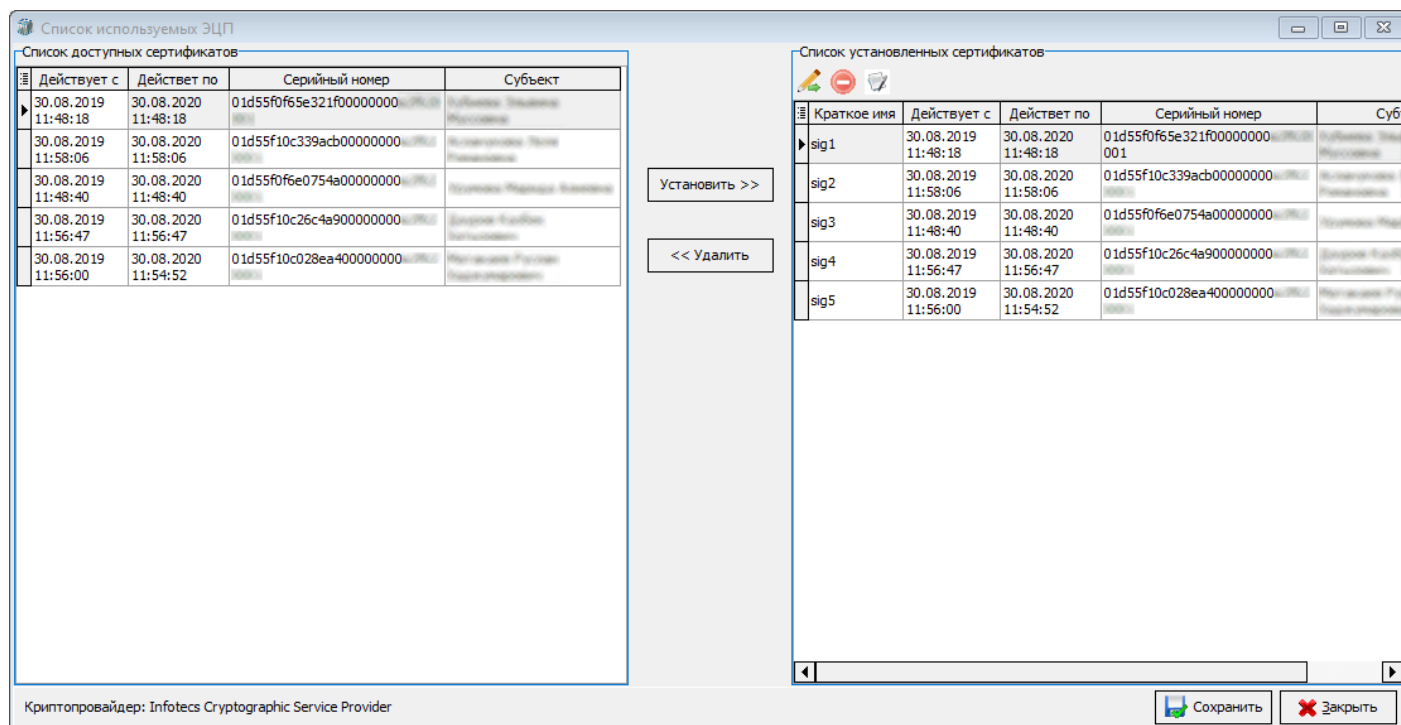 Список используемых ЭЦП
Список доступных сертификатов
Действует с Действет по Серийный номер Субъект
30.08.2019 30.08.2020 01d55f0f65e321f00000000
11:48:18 11:48:18
30.08.2019 30.08.2020 01d55f10c339acb00000000
11:58:06 11:58:06
30.08.2019 30.08.2020 01d55f0f6e0754a00000000
11:48:40 11:48:40
30.08.2019 30.08.2020 01d55f10c26c4a900000000
11:56:47 11:56:47
30.08.2019 30.08.2020 01d55f10c028ea400000000
11:56:00 11:54:52
Установить >>
<< Удалить
Список установленных сертификатов
Краткое имя Действует с Действет по Серийный номер Суб
sig1 30.08.2019 30.08.2020 01d55f0f65e321f00000000
11:48:18 11:48:18 001
sig2 30.08.2019 30.08.2020 01d55f10c339acb00000000
11:58:06 11:58:06
sig3 30.08.2019 30.08.2020 01d55f0f6e0754a00000000
11:48:40 11:48:40
sig4 30.08.2019 30.08.2020 01d55f10c26c4a900000000
11:56:47 11:56:47
sig5 30.08.2019 30.08.2020 01d55f10c028ea400000000
11:56:00 11:54:52
Криптопровайдер: Infotecs Cryptographic Service Provider
Сохранить
Закрыть